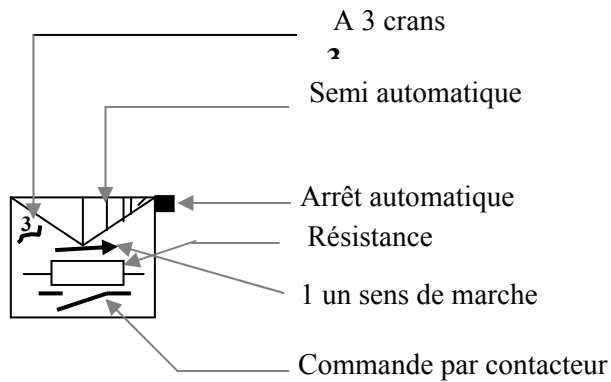 A 3 crans
3
Semi automatique
Arrêt automatique
3
Résistance
1 un sens de marche
Commande par contacteur